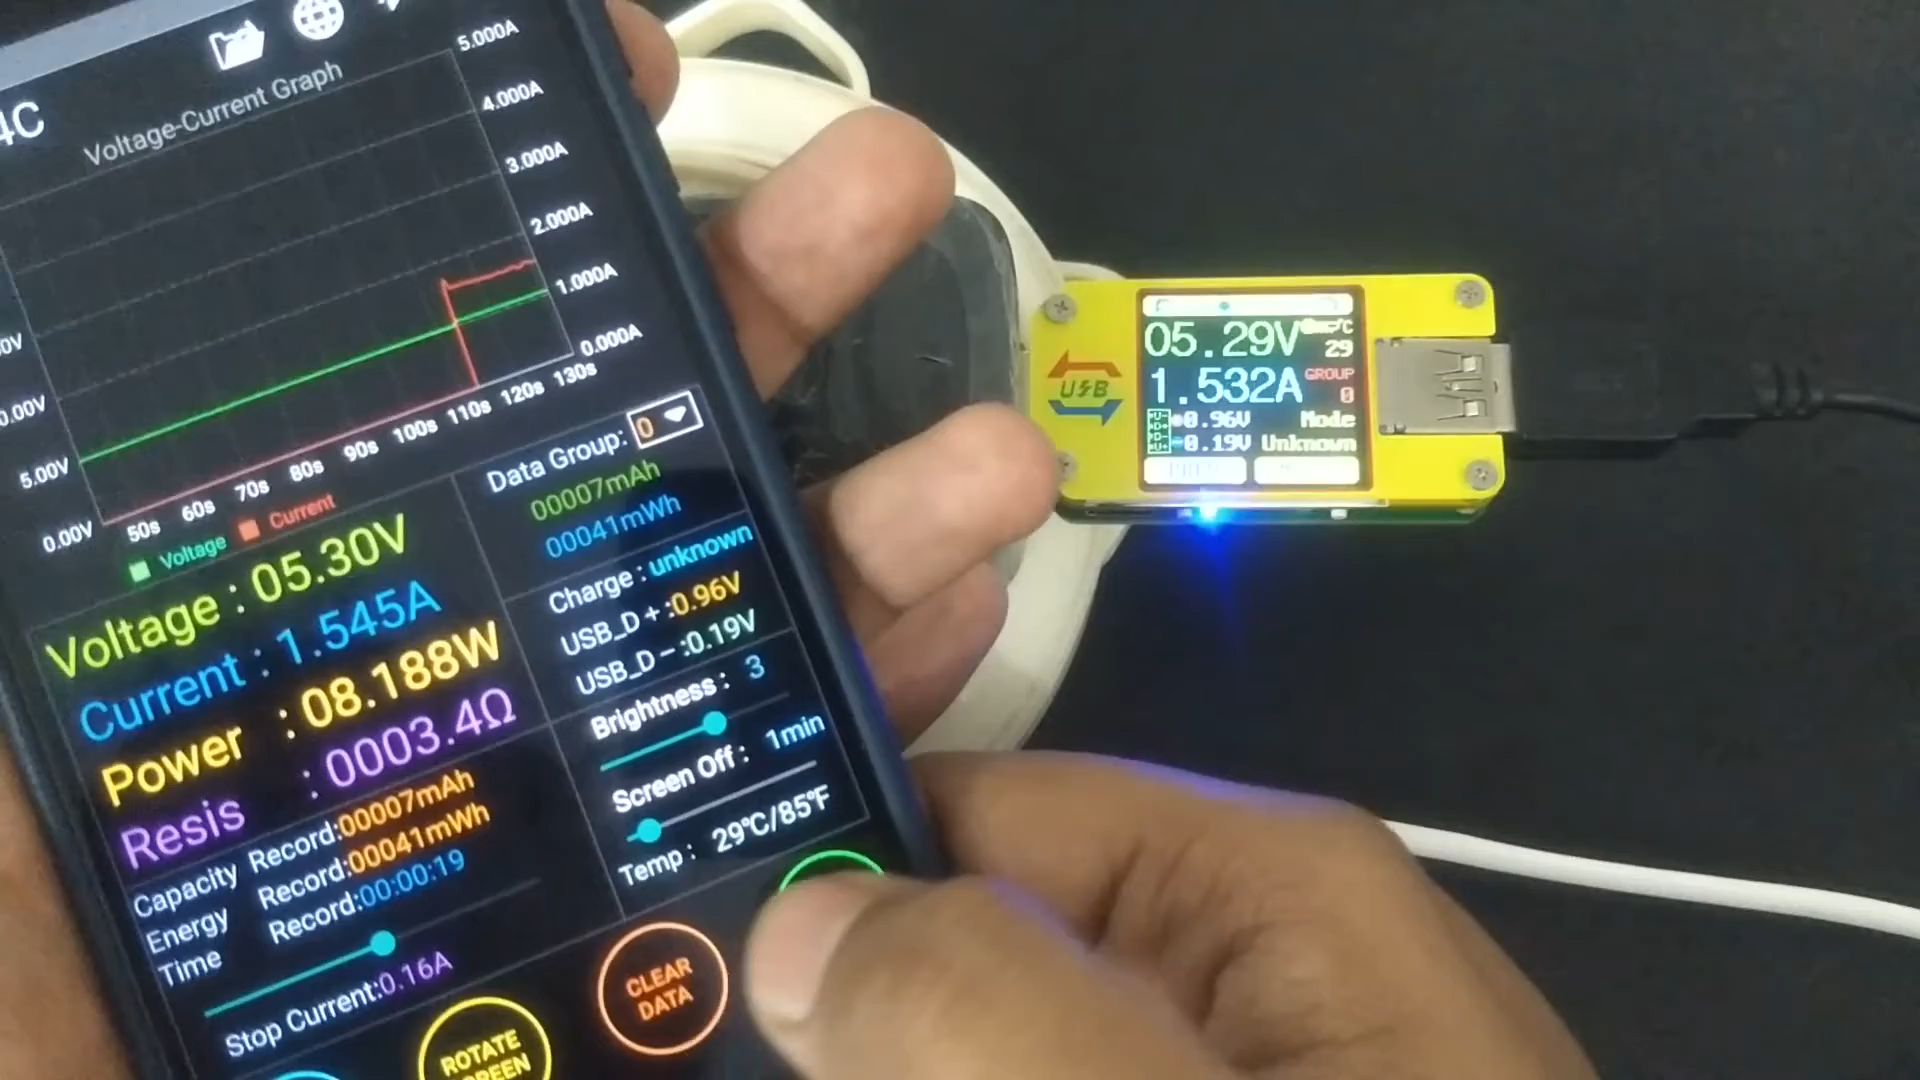 4C
Voltage-Current Graph
5.000A
4.000A
3.000A
2.000A
1.000A
0.000A
5.00V
0.00V
50s 60s 70s 80s 90s 100s 110s 120s 130s
Voltage Current
Voltage : 05.30V
Current : 1.545A
Power : 08.188W
Resis : 0003.4Ω
Capacity Record:00007mAh
Energy Record:00041mWh
Time Record:00:00:19
Stop Current:0.16A
Data Group: 0
00007mAh
00041mWh
Charge : unknown
USB_D + :0.96V
USB_D − :0.19V
Brightness : 3
Screen Off : 1min
Temp : 29℃/85℉
CLEAR
DATA
ROTATE
USB
05.29V
29
1.532A
GROUP
0
0.96V Mode
0.19V Unknown